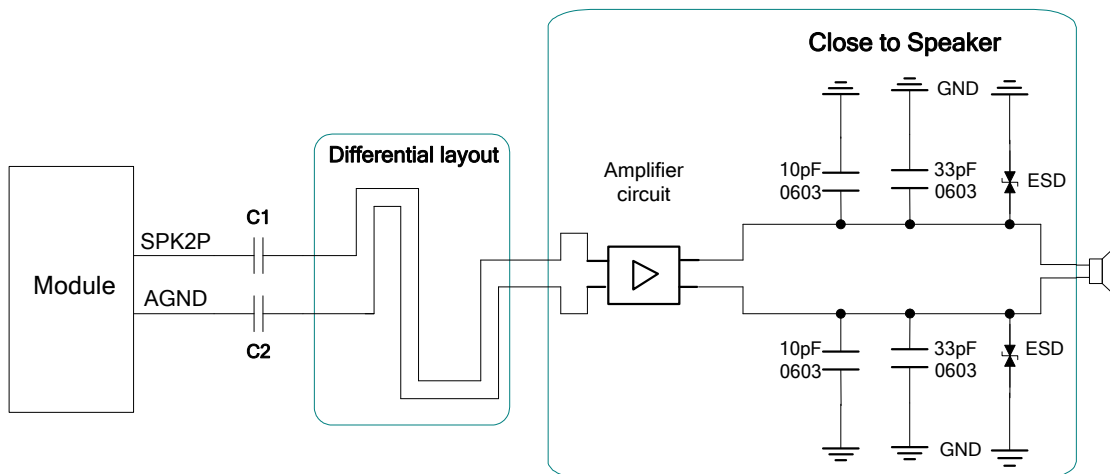 Close to Speaker
GND
Differential layout
Amplifier
circuit
10pF
0603
33pF
0603
ESD
C1
SPK2P
Module
AGND
C2
10pF
0603
33pF
0603
ESD
GND